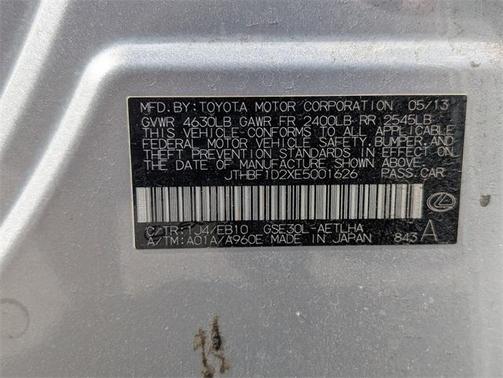 MFD.BY:TOYOTA MOTOR CORPORATION 05/13
GVWR 4630LB GAWR FR 2400LB RR 2545LB
THIS VEHICLE CONFORMS TO ALL APPLICABLE
FEDERAL MOTOR VEHICLE SAFETY,BUMPER,AND
THEFT PREVENTION STANDARDS IN EFFECT ON
THE DATE OF MANUFACTURE SHOWN ABOVE.
JTHBF1D2XE5001626 PASS.CAR
C/TR:1J4/EB10 GSE30L-AETLHA
A/TM:A01A/A960E MADE IN JAPAN 843 A